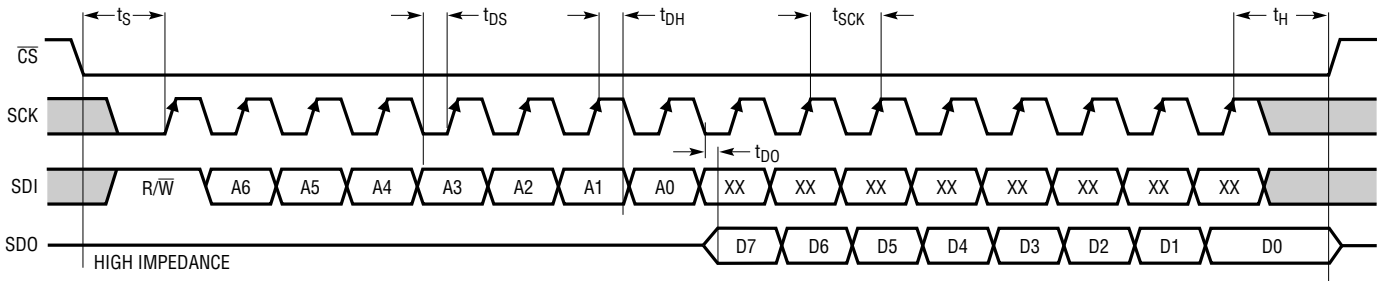 tS tDS tDH tSCK tH
CS
SCK
tDO
SDI R/W A6 A5 A4 A3 A2 A1 A0 XX XX XX XX XX XX XX XX
SDO D7 D6 D5 D4 D3 D2 D1 D0
HIGH IMPEDANCE